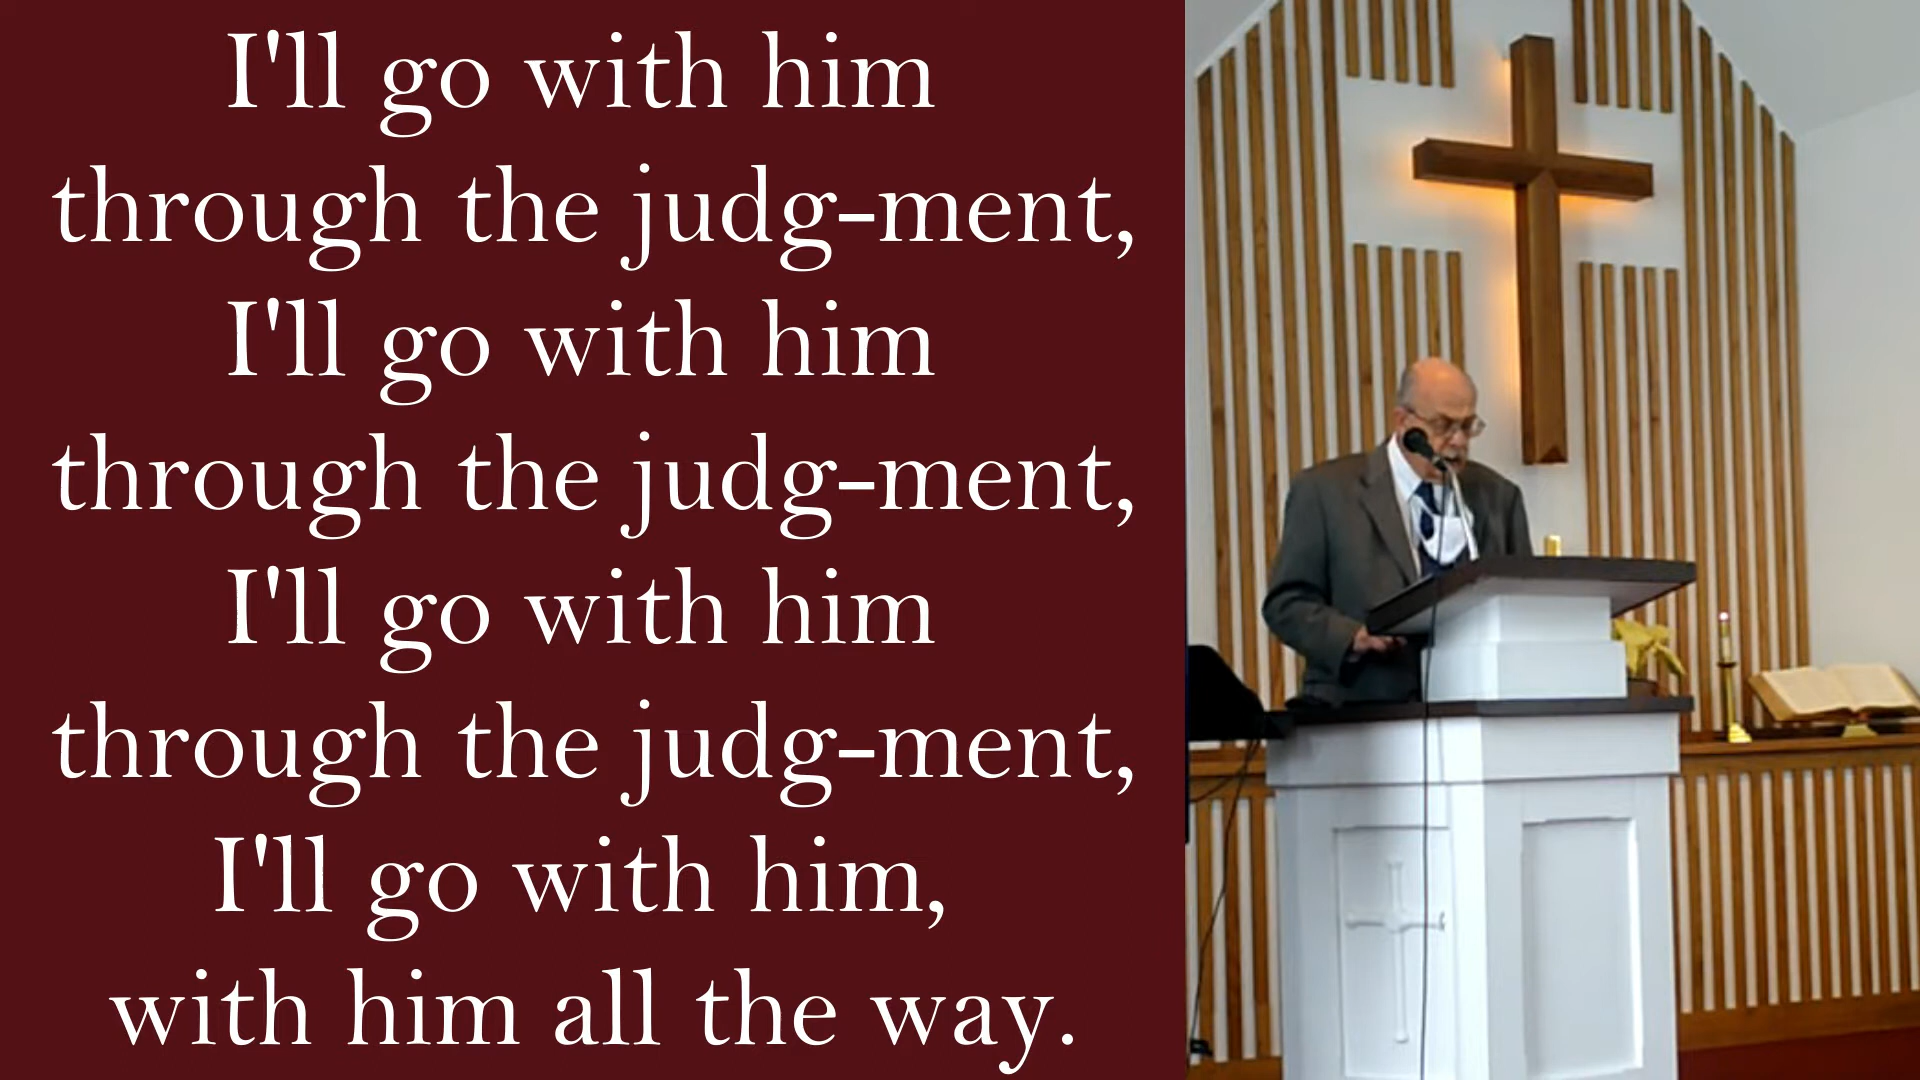 I'll go with him
through the judg-ment,
I'll go with him
through the judg-ment,
I'll go with him
through the judg-ment,
I'll go with him,
with him all the way.